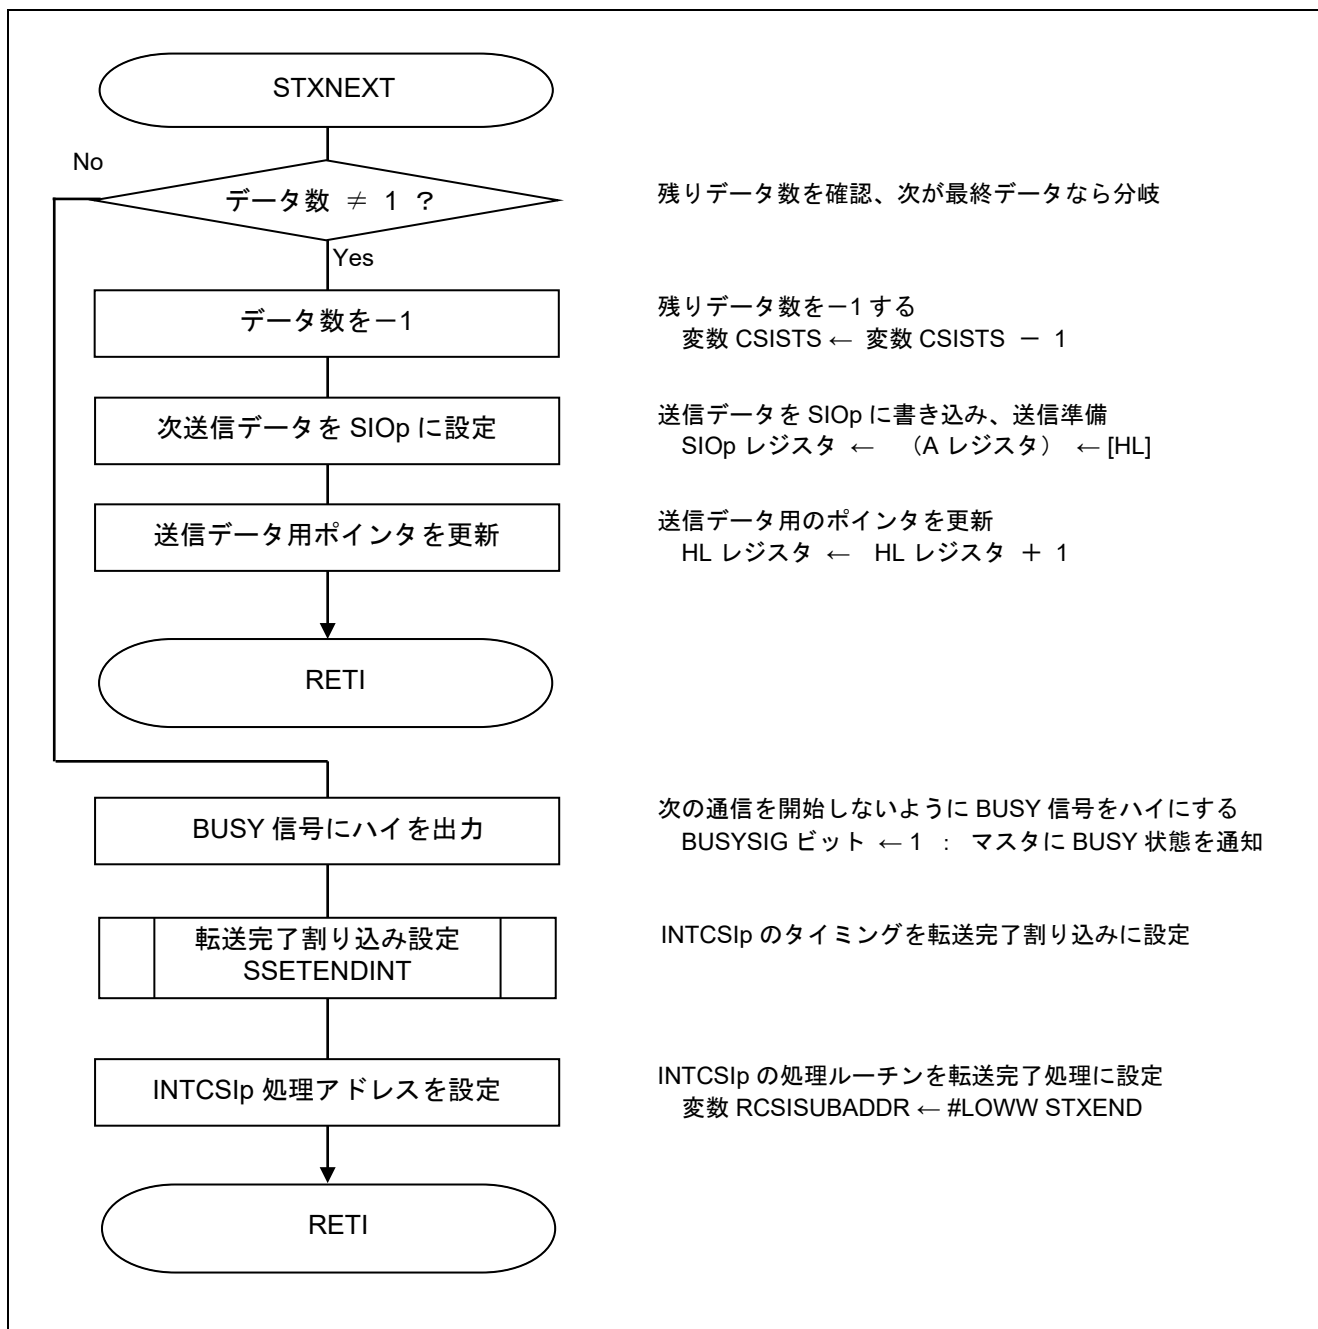 STXNEXT
No
データ数 ≠ 1 ?
残りデータ数を確認、次が最終データなら分岐
Yes
データ数を－1
残りデータ数を－1 する
変数 CSISTS ← 変数 CSISTS － 1
次送信データを SIOp に設定
送信データを SIOp に書き込み、送信準備
SIOp レジスタ ← （A レジスタ） ← [HL]
送信データ用ポインタを更新
送信データ用のポインタを更新
HL レジスタ ← HL レジスタ ＋ 1
RETI
BUSY 信号にハイを出力
次の通信を開始しないように BUSY 信号をハイにする
BUSYSIG ビット ← 1 : マスタに BUSY 状態を通知
転送完了割り込み設定
SSETENDINT
INTCSIp のタイミングを転送完了割り込みに設定
INTCSIp 処理アドレスを設定
INTCSIp の処理ルーチンを転送完了処理に設定
変数 RCSISUBADDR ← #LOWW STXEND
RETI